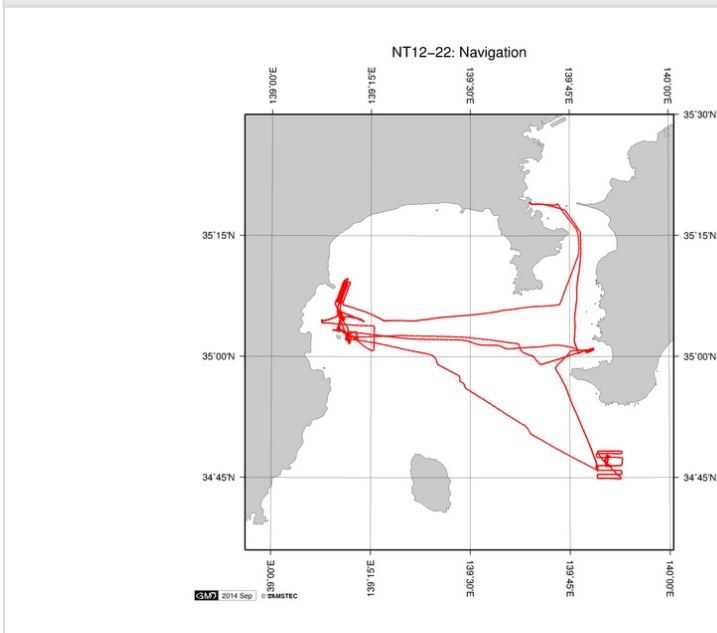 NT12−22: Navigation
139˚00'E 139˚15'E 139˚30'E 139˚45'E 140˚00'E
35˚30'N
35˚15'N 35˚15'N
35˚00'N 35˚00'N
34˚45'N 34˚45'N
139˚00'E 139˚15'E 139˚30'E 139˚45'E 140˚00'E
GMD 2014 Sep © JAMSTEC